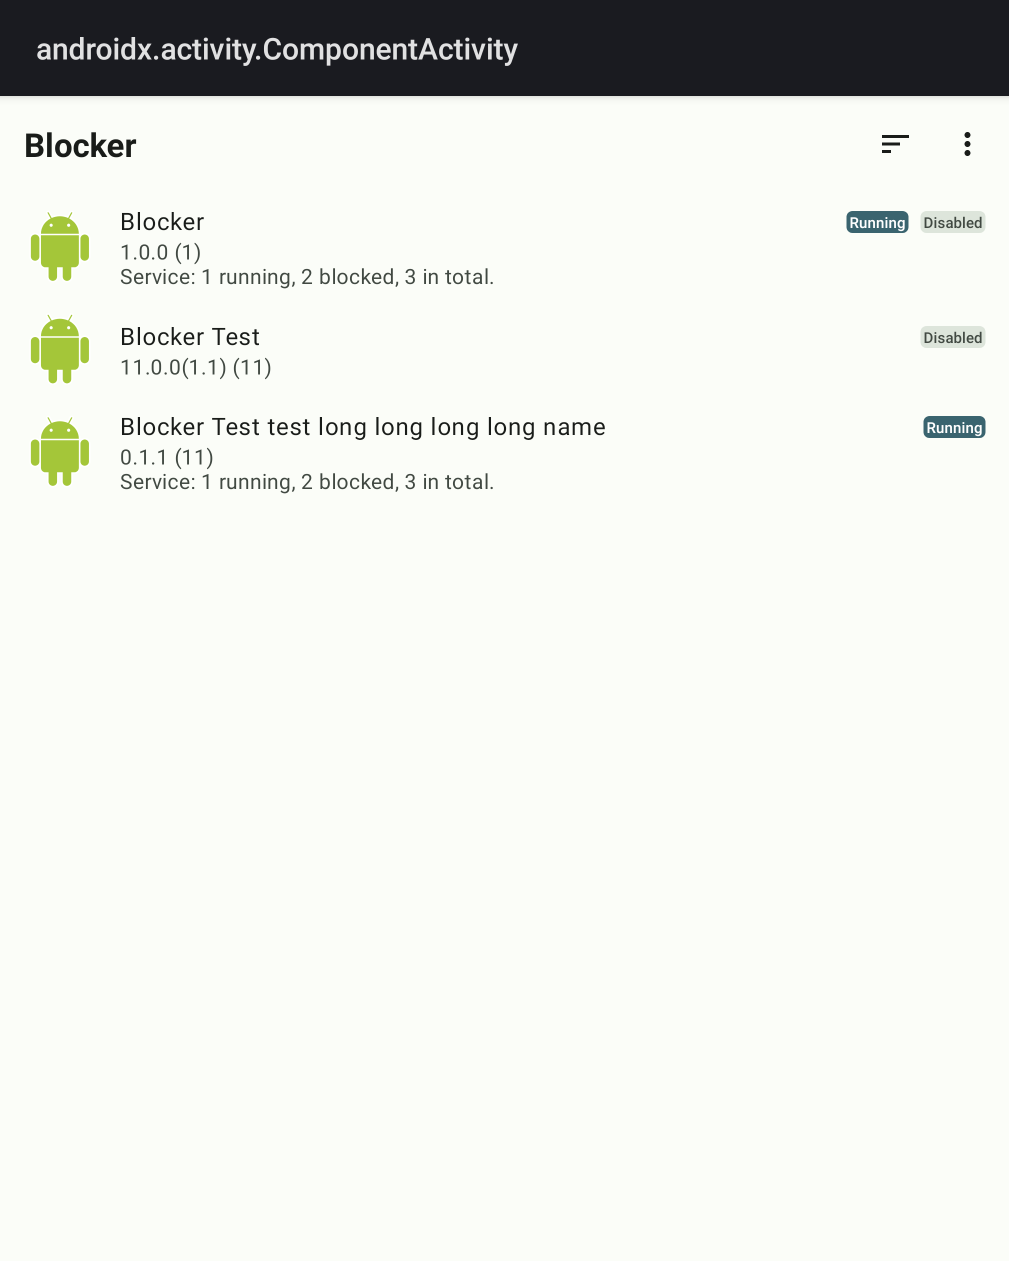 androidx.activity.ComponentActivity
Blocker
Blocker Running Disabled
1.0.0 (1)
Service: 1 running, 2 blocked, 3 in total.
Blocker Test Disabled
11.0.0(1.1) (11)
Blocker Test test long long long long name Running
0.1.1 (11)
Service: 1 running, 2 blocked, 3 in total.